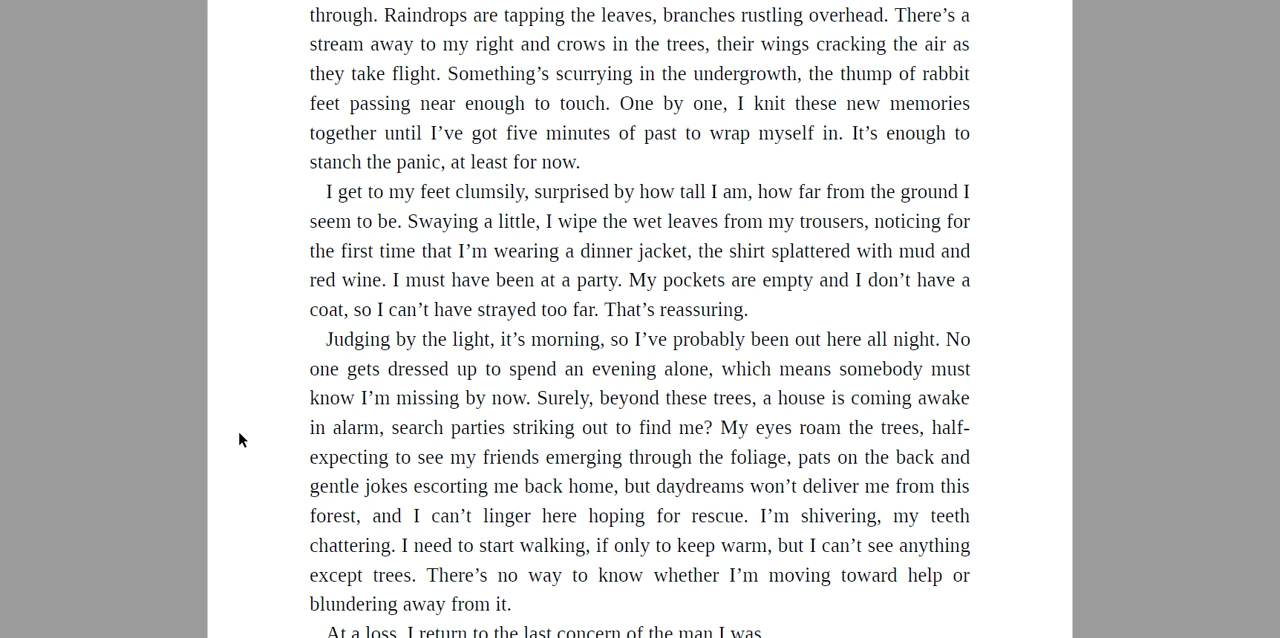 through. Raindrops are tapping the leaves, branches rustling overhead. There’s a
stream away to my right and crows in the trees, their wings cracking the air as
they take flight. Something’s scurrying in the undergrowth, the thump of rabbit
feet passing near enough to touch. One by one, I knit these new memories
together until I’ve got five minutes of past to wrap myself in. It’s enough to
stanch the panic, at least for now.
I get to my feet clumsily, surprised by how tall I am, how far from the ground I
seem to be. Swaying a little, I wipe the wet leaves from my trousers, noticing for
the first time that I’m wearing a dinner jacket, the shirt splattered with mud and
red wine. I must have been at a party. My pockets are empty and I don’t have a
coat, so I can’t have strayed too far. That’s reassuring.
Judging by the light, it’s morning, so I’ve probably been out here all night. No
one gets dressed up to spend an evening alone, which means somebody must
know I’m missing by now. Surely, beyond these trees, a house is coming awake
in alarm, search parties striking out to find me? My eyes roam the trees, half-
expecting to see my friends emerging through the foliage, pats on the back and
gentle jokes escorting me back home, but daydreams won’t deliver me from this
forest, and I can’t linger here hoping for rescue. I’m shivering, my teeth
chattering. I need to start walking, if only to keep warm, but I can’t see anything
except trees. There’s no way to know whether I’m moving toward help or
blundering away from it.
At a loss, I return to the last concern of the man I was.